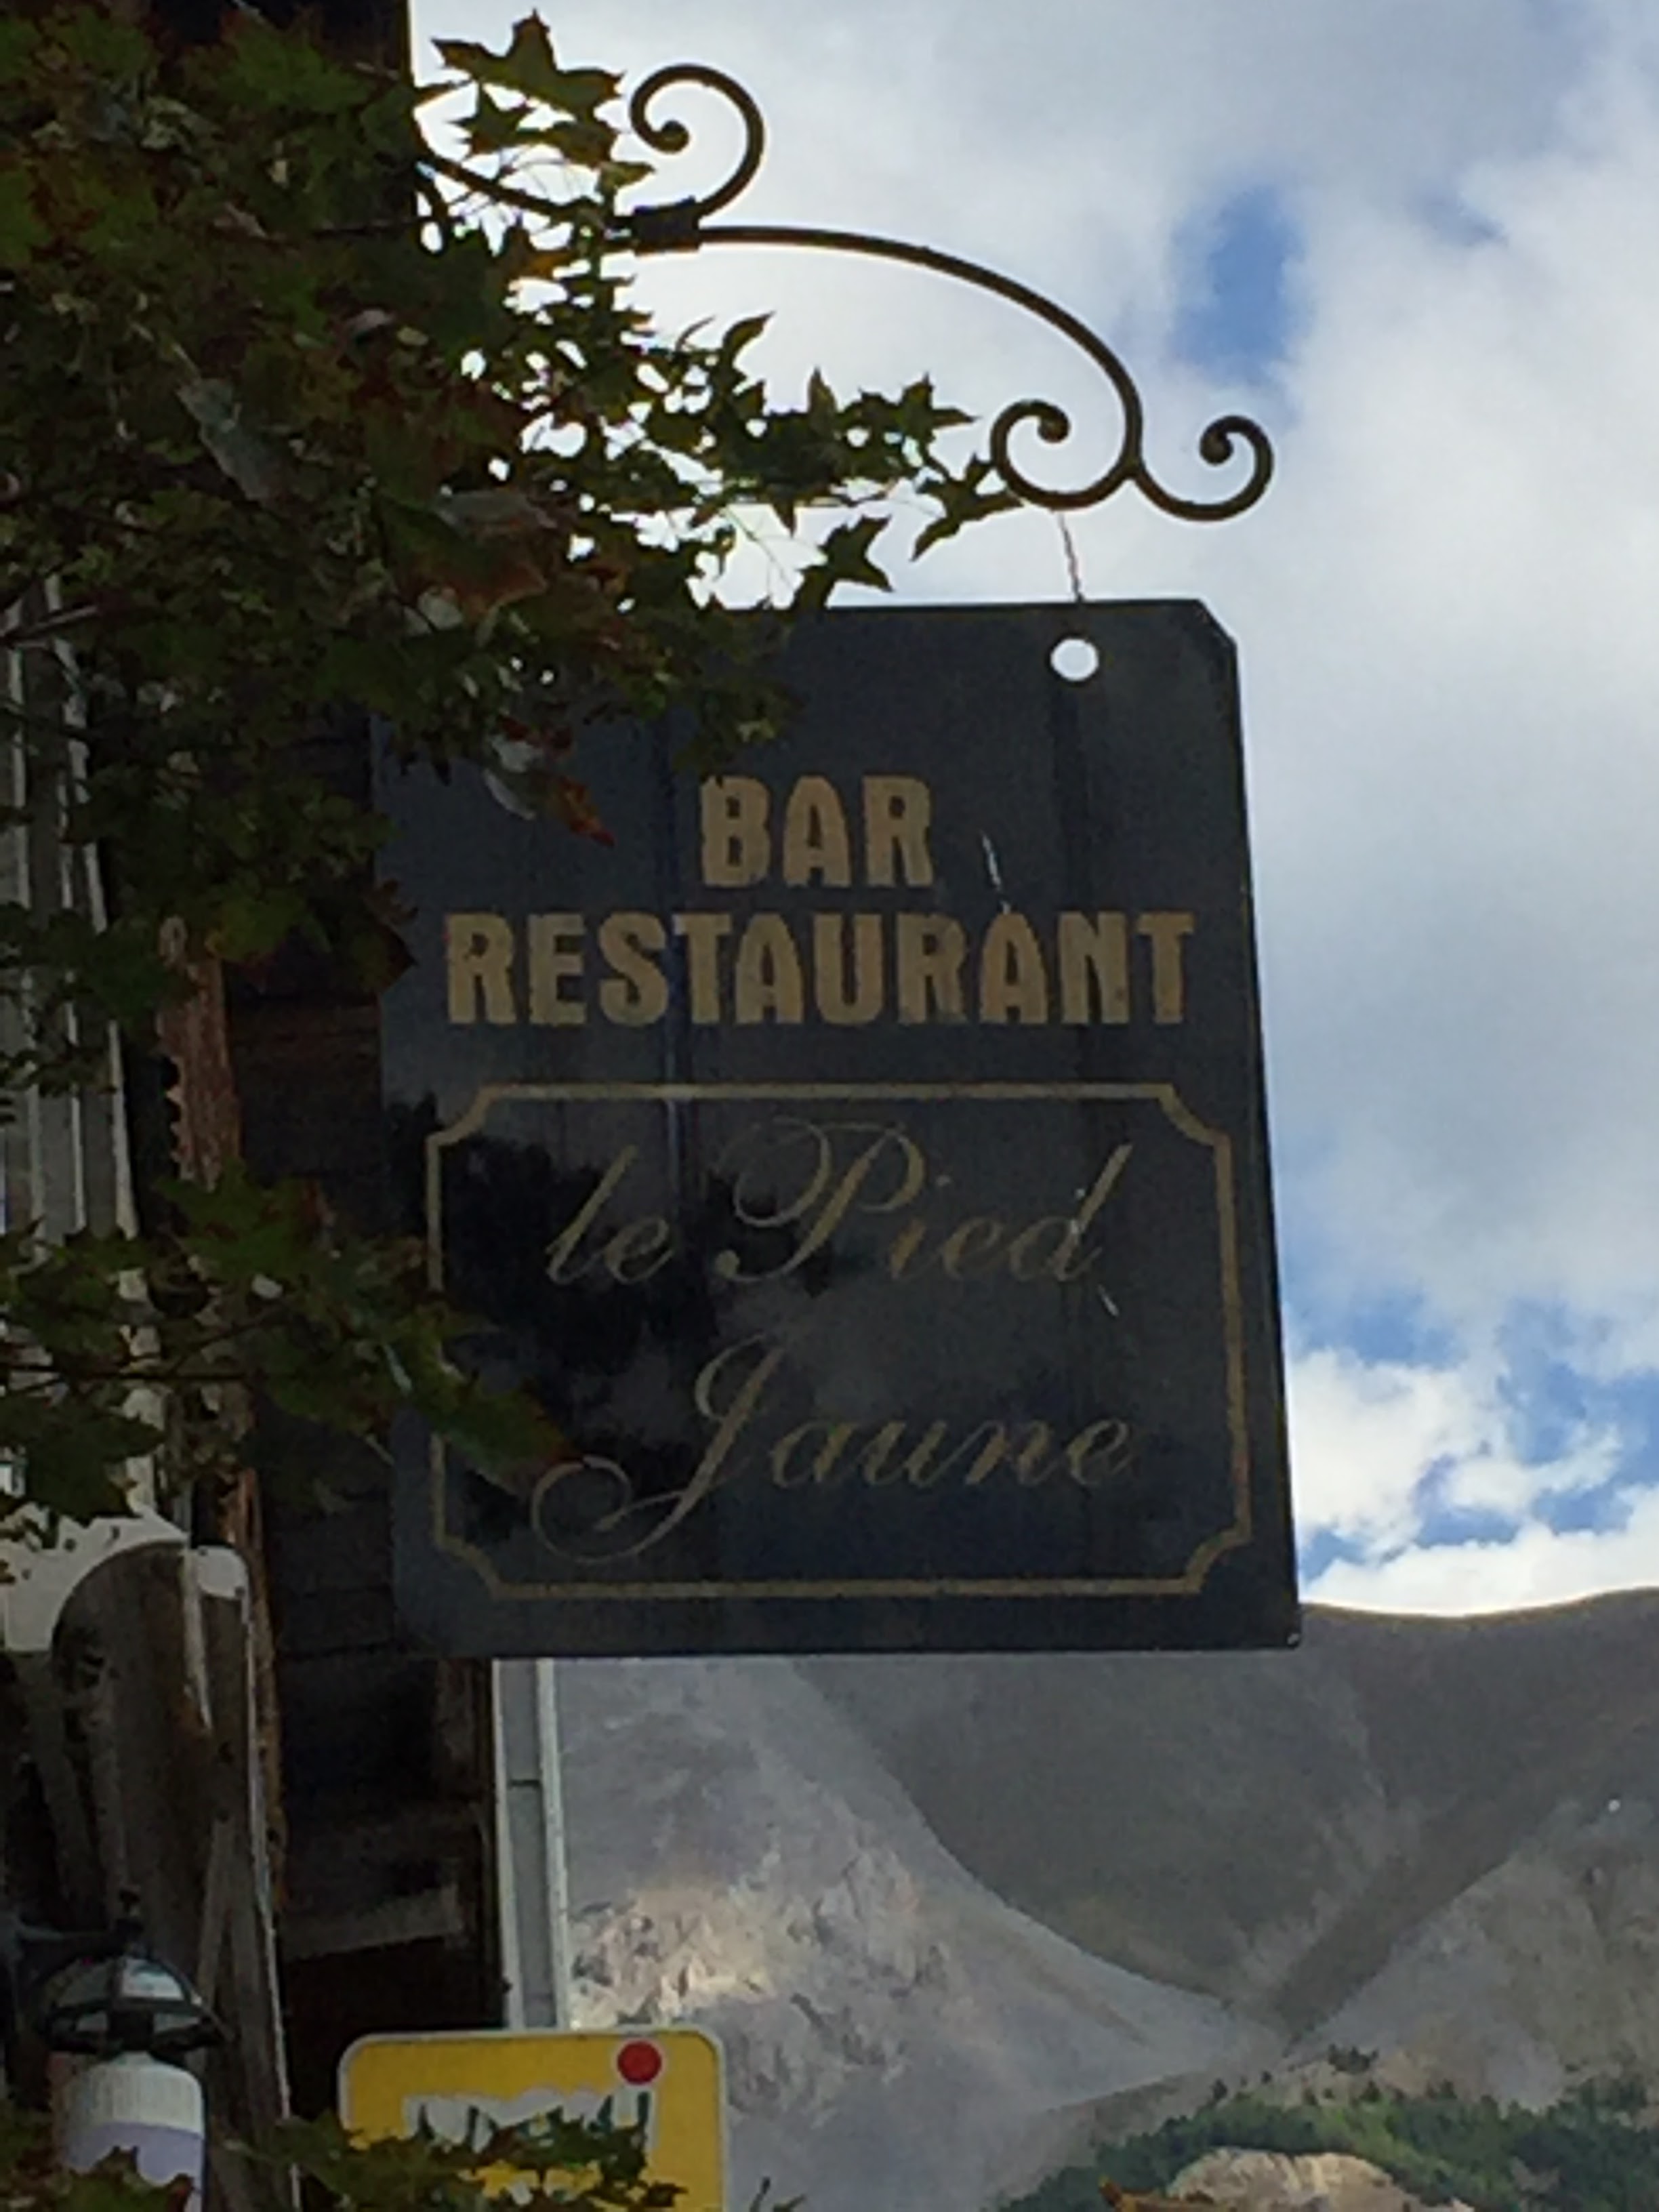 BAR
RESTAURANT
le Pied
Jaune